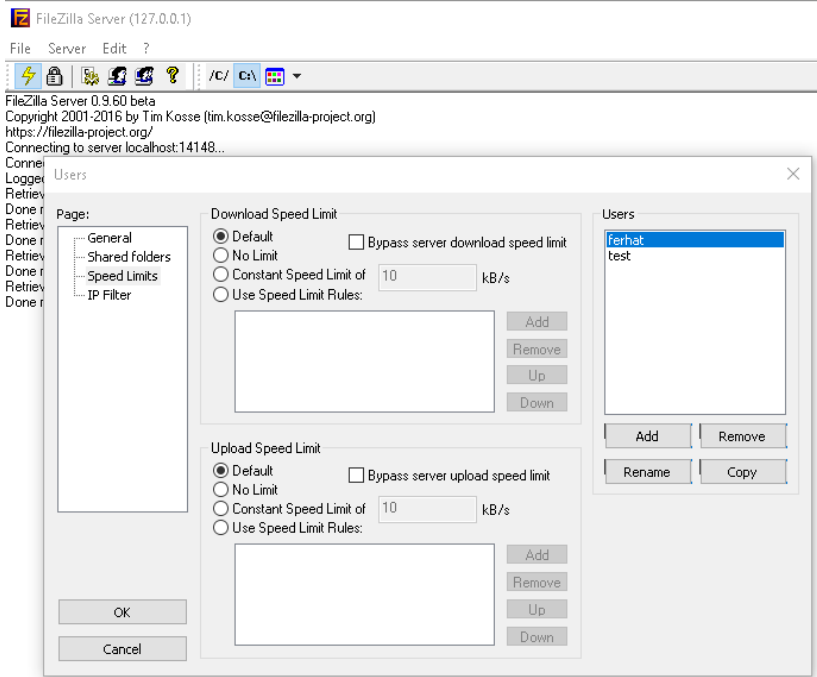 FileZilla Server (127.0.0.1)
File Server Edit ?
/C/ C:\
FileZilla Server 0.9.60 beta
Copyright 2001-2016 by Tim Kosse (tim.kosse@filezilla-project.org)
https://filezilla-project.org/
Connecting to server localhost:14148...
Users
Page:
General
Shared folders
Speed Limits
IP Filter
OK
Cancel
Download Speed Limit
Default
Bypass server download speed limit
No Limit
Constant Speed Limit of 10 kB/s
Use Speed Limit Rules:
Add
Remove
Up
Down
Upload Speed Limit
Default
Bypass server upload speed limit
No Limit
Constant Speed Limit of 10 kB/s
Use Speed Limit Rules:
Add
Remove
Up
Down
Users
ferhat
test
Add Remove
Rename Copy